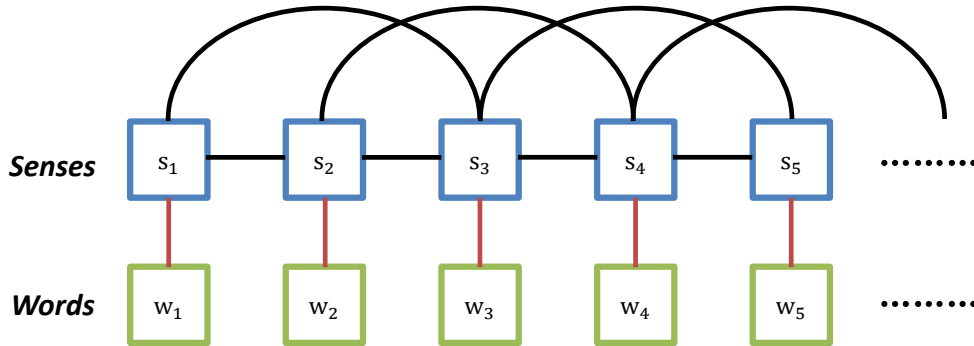 Senses s₁ s₂ s₃ s₄ s₅ ........
Words w₁ w₂ w₃ w₄ w₅ ........